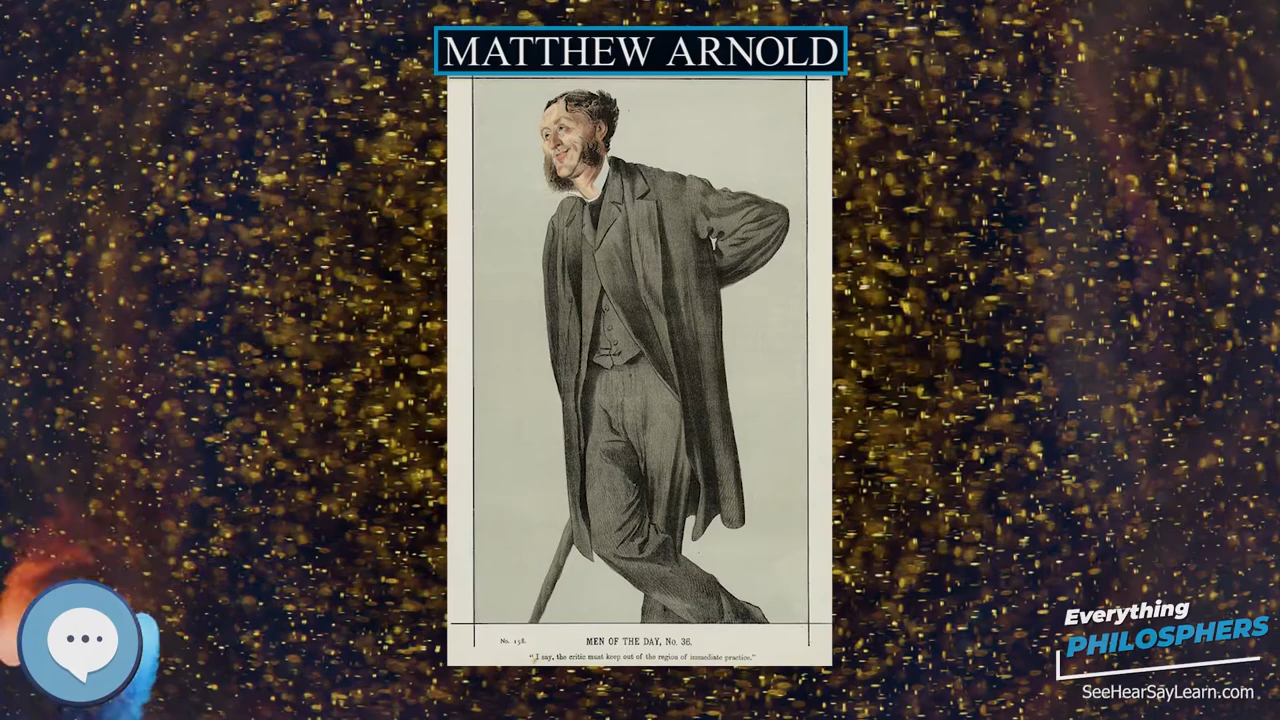 MATTHEW ARNOLD
No. 158.
MEN OF THE DAY, No. 36.
"I say, the critic must keep out of the region of immediate practice."
Everything
PHILOSPHERS
SeeHearSayLearn.com